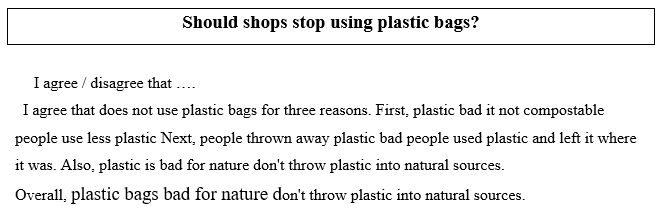 Should shops stop using plastic bags?
I agree / disagree that ….
I agree that does not use plastic bags for three reasons. First, plastic bad it not compostable
people use less plastic Next, people thrown away plastic bad people used plastic and left it where
it was. Also, plastic is bad for nature don't throw plastic into natural sources.
Overall, plastic bags bad for nature don't throw plastic into natural sources.